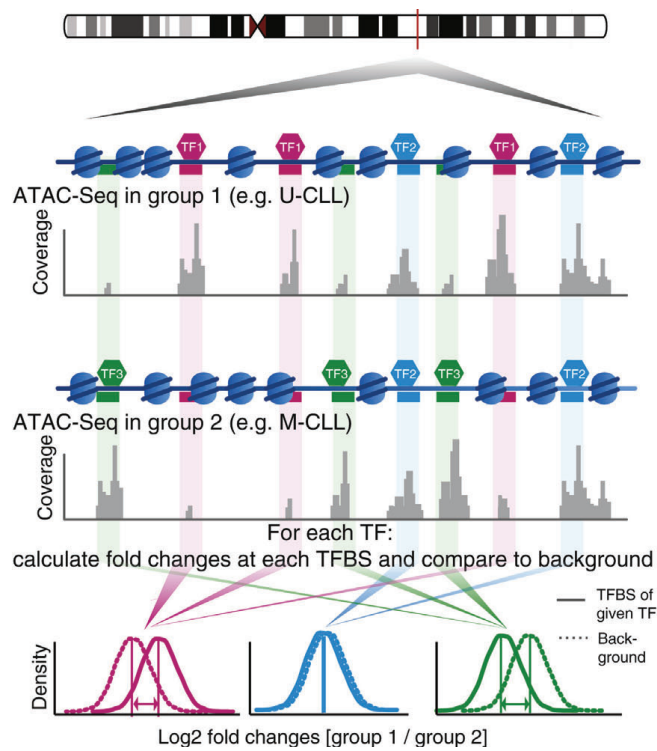 TF1 TF1 TF2 TF1 TF2
ATAC-Seq in group 1 (e.g. U-CLL)
Coverage
TF3 TF3 TF2 TF3 TF2
ATAC-Seq in group 2 (e.g. M-CLL)
Coverage
For each TF:
calculate fold changes at each TFBS and compare to background
TFBS of
given TF
Back-
ground
Density
Log2 fold changes [group 1 / group 2]